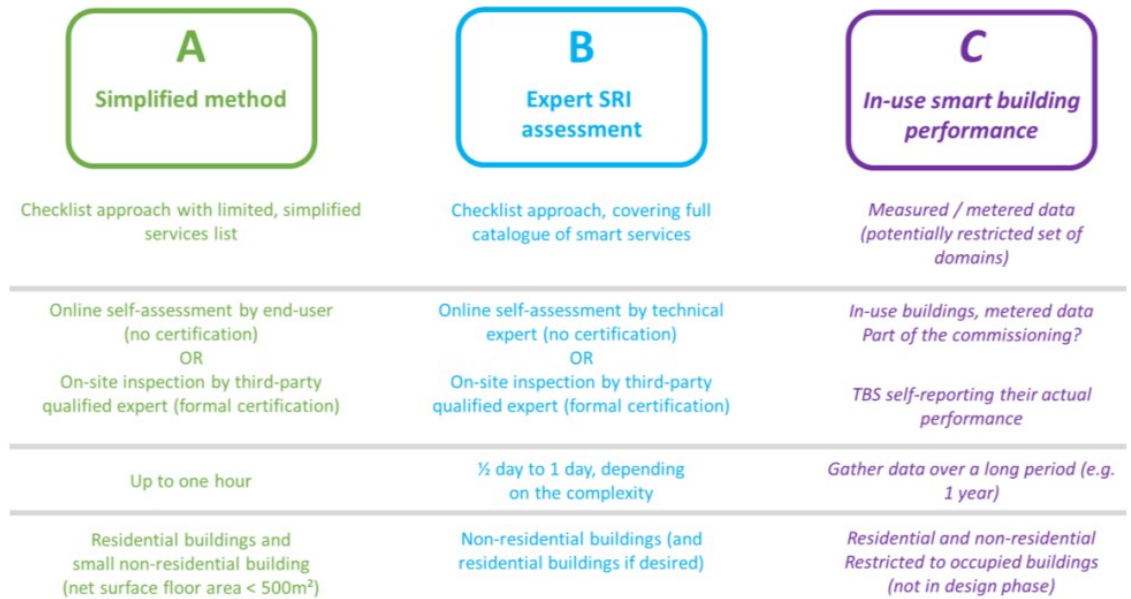 A
Simplified method
B
Expert SRI
assessment
C
In-use smart building
performance
Checklist approach with limited, simplified
services list
Checklist approach, covering full
catalogue of smart services
Measured / metered data
(potentially restricted set of
domains)
Online self-assessment by end-user
(no certification)
OR
On-site inspection by third-party
qualified expert (formal certification)
Online self-assessment by technical
expert (no certification)
OR
On-site inspection by third-party
qualified expert (formal certification)
In-use buildings, metered data
Part of the commissioning?
TBS self-reporting their actual
performance
Up to one hour
½ day to 1 day, depending
on the complexity
Gather data over a long period (e.g.
1 year)
Residential buildings and
small non-residential building
(net surface floor area < 500m²)
Non-residential buildings (and
residential buildings if desired)
Residential and non-residential
Restricted to occupied buildings
(not in design phase)